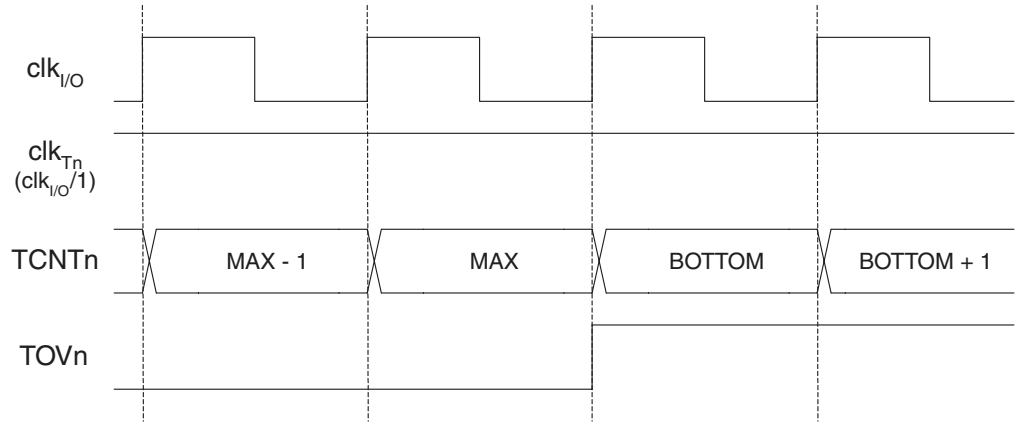 clkI/O
clkTn
(clkI/O/1)
TCNTn MAX - 1 MAX BOTTOM BOTTOM + 1
TOVn